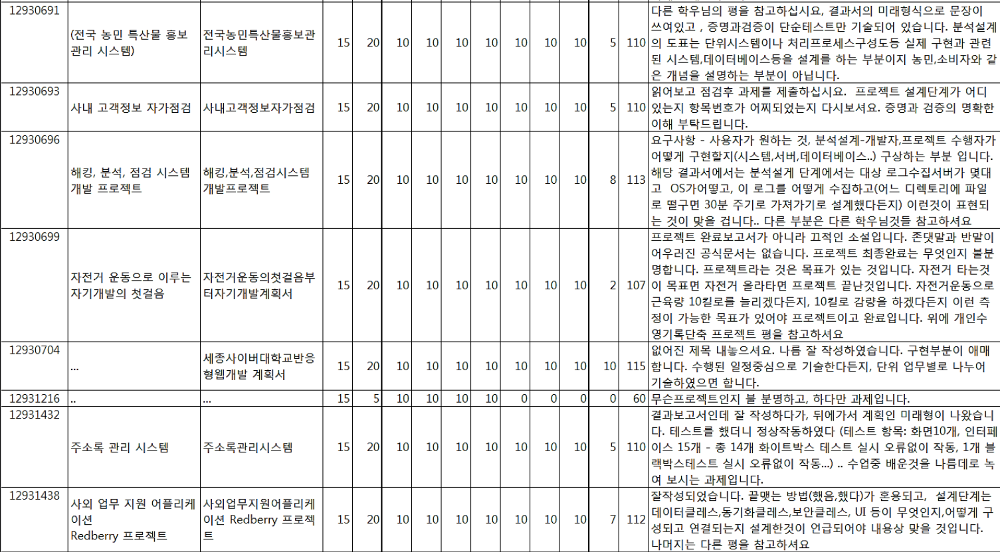 12930691
(전국 농민 특산물 홍보
관리 시스템)
전국농민특산물홍보관
리시스템
15 20 10 10 10 10 10 10 10 5 110
다른 학우님의 평을 참고하십시요, 결과서의 미래형식으로 문장이
쓰여있고 , 증명과검증이 단순테스트만 기술되어 있습니다. 분석설계
의 도표는 단위시스템이나 처리프로세스구성도등 실제 구현과 관련
된 시스템,데이터베이스등을 설계를 하는 부분이지 농민,소비자와 같
은 개념을 설명하는 부분이 아닙니다.
12930693
사내 고객정보 자가점검
사내고객정보자가점검
15 20 10 10 10 10 10 10 10 5 110
읽어보고 점검후 과제를 제출하십시요.  프로젝트 설계단계가 어디
있는지 항목번호가 어찌되었는지 다시보셔요. 증명과 검증의 명확한
이해 부탁드립니다.
12930696
해킹, 분석, 점검 시스템
개발 프로젝트
해킹,분석,점검시스템
개발프로젝트
15 20 10 10 10 10 10 10 10 8 113
요구사항 - 사용자가 원하는 것, 분석설계-개발자,프로젝트 수행자가
어떻게 구현할지(시스템,서버,데이터베이스..) 구상하는 부분 입니다.
해당 결과서에서는 분석설게 단계에서는 대상 로그수집서버가 몇대
고  OS가어떻고, 이 로그를 어떻게 수집하고(어느 디렉토리에 파일
로 떨구면 30분 주기로 가져가기로 설계했다든지) 이런것이 표현되
는 것이 맞을 겁니다.. 다른 부분은 다른 학우님것들 참고하셔요
12930699
자전거 운동으로 이루는
자기개발의 첫걸음
자전거운동의첫걸음부
터자기개발계획서
15 20 10 10 10 10 10 10 10 2 107
프로젝트 완료보고서가 아니라 끄적인 소설입니다. 존댓말과 반말이
어우러진 공식문서는 없습니다. 프로젝트 최종완료는 무엇인지 불분
명합니다. 프로젝트라는 것은 목표가 있는 것입니다. 자전거 타는것
이 목표면 자전거 올라타면 프로젝트 끝난것입니다. 자전거운동으로
근육량 10킬로를 늘리겠다든지, 10킬로 감량을 하겠다든지 이런 측
정이 가능한 목표가 있어야 프로젝트이고 완료입니다. 위에 개인수
영기록단축 프로젝트 평을 참고하셔요
12930704
...
세종사이버대학교반응
형웹개발 계획서
15 20 10 10 10 10 10 10 10 10 115
없어진 제목 내놓으셔요. 나름 잘 작성하였습니다. 구현부분이 애매
합니다. 수행된 일정중심으로 기술한다든지, 단위 업무별로 나누어
기술하였으면 합니다.
12931216 .. ... 15 5 10 10 10 10 0 0 0 0 60 무슨프로젝트인지 불 분명하고, 하다만 과제입니다.
12931432
주소록 관리 시스템
주소록관리시스템
15 20 10 10 10 10 10 10 10 5 110
결과보고서인데 잘 작성하다가, 뒤에가서 계획인 미래형이 나왔습니
다. 테스트를 했더니 정상작동하였다 (테스트 항목: 화면10개, 인터페
이스 15개 - 총 14개 화이트박스 테스트 실시 오류없이 작동, 1개 블
랙박스테스트 실시 오류없이 작동...) .. 수업중 배운것을 나름데로 녹
여 보시는 과제입니다.
12931438
사외 업무 지원 어플리케
이션
Redberry 프로젝트
사외업무지원어플리케
이션 Redberry 프로젝
트
15 20 10 10 10 10 10 10 10 7 112
잘작성되었습니다. 끝맺는 방법(했음,했다)가 혼용되고,  설계단계는
데이터클레스,동기화클레스,보안클레스, UI 등이 무엇인지,어떻게 구
성되고 연결되는지 설계한것이 언급되어야 내용상 맞을 것입니다.
나머지는 다른 평을 참고하셔요